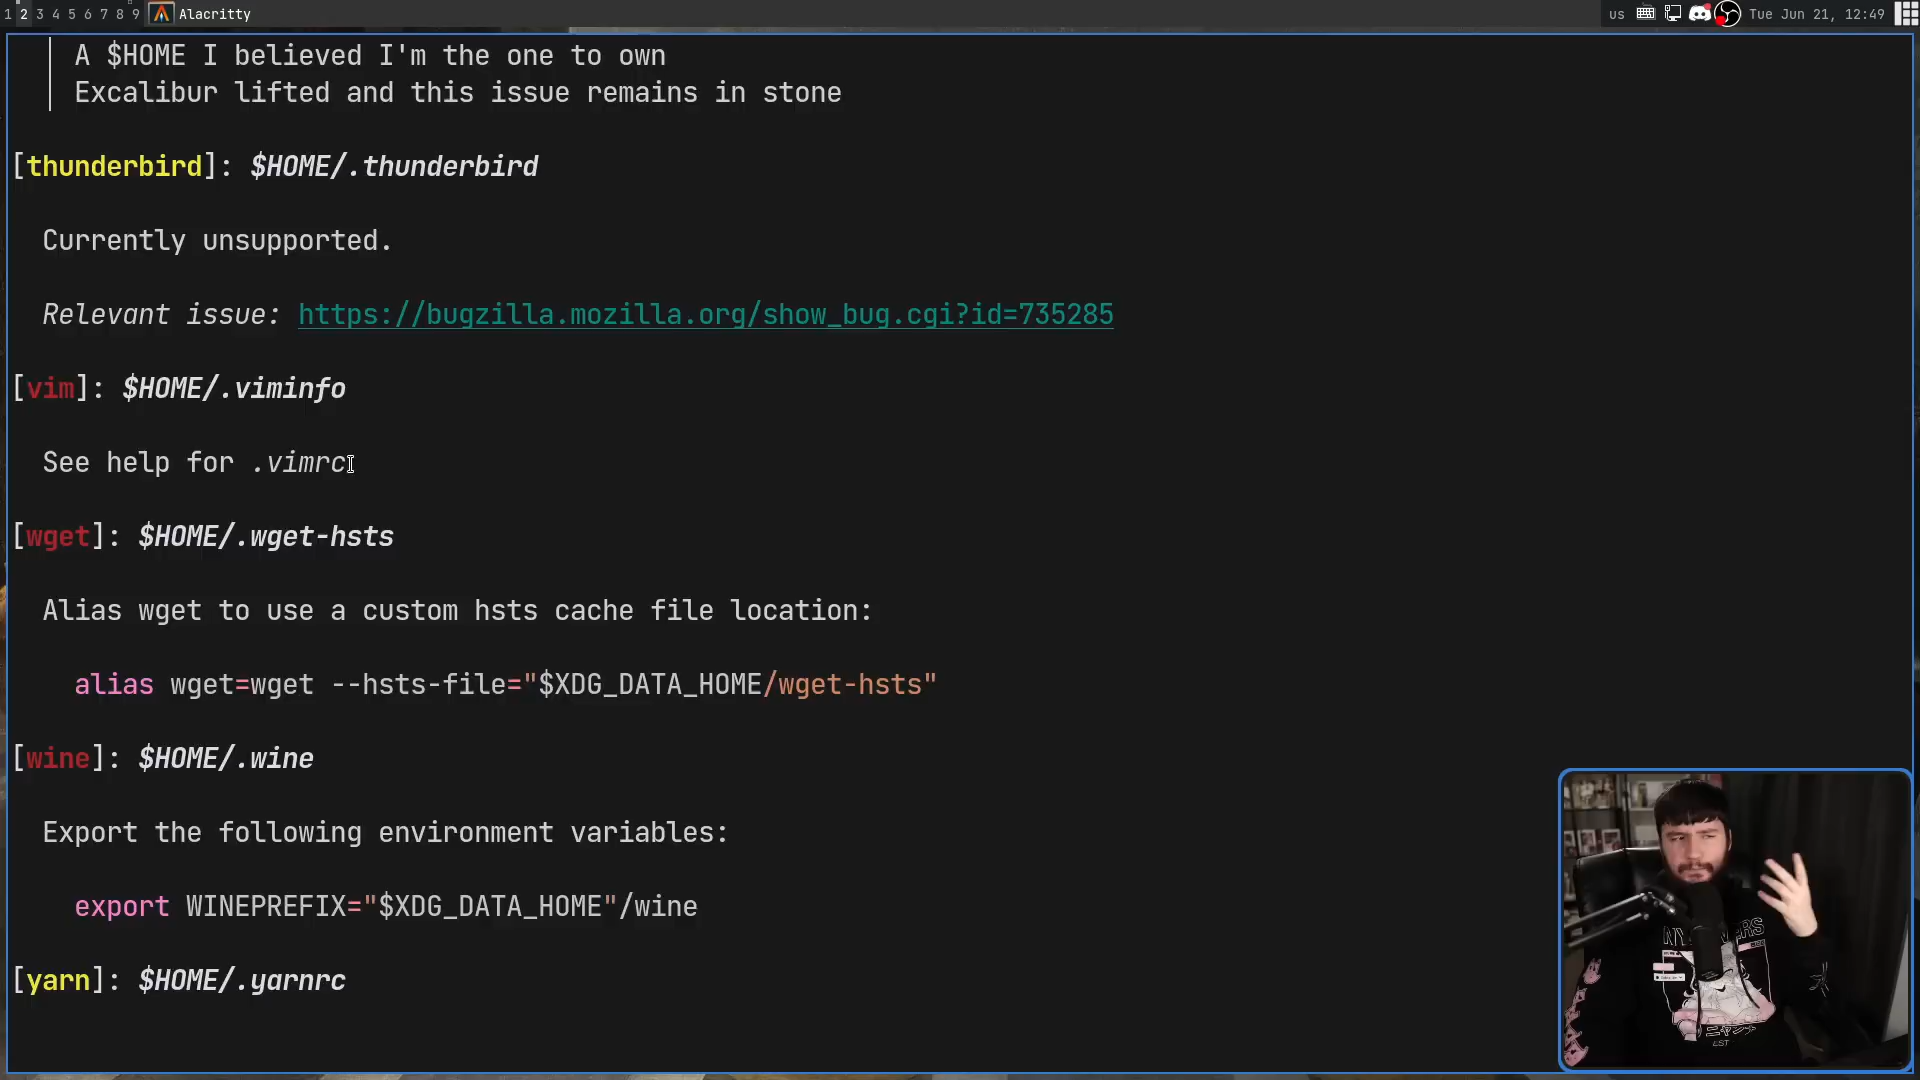 1 2 3 4 5 6 7 8 9 Alacritty us Tue Jun 21, 12:49
A $HOME I believed I'm the one to own
Excalibur lifted and this issue remains in stone
[thunderbird]: $HOME/.thunderbird
Currently unsupported.
Relevant issue: https://bugzilla.mozilla.org/show_bug.cgi?id=735285
[vim]: $HOME/.viminfo
See help for .vimrc
[wget]: $HOME/.wget-hsts
Alias wget to use a custom hsts cache file location:
alias wget=wget --hsts-file="$XDG_DATA_HOME/wget-hsts"
[wine]: $HOME/.wine
Export the following environment variables:
export WINEPREFIX="$XDG_DATA_HOME"/wine
[yarn]: $HOME/.yarnrc